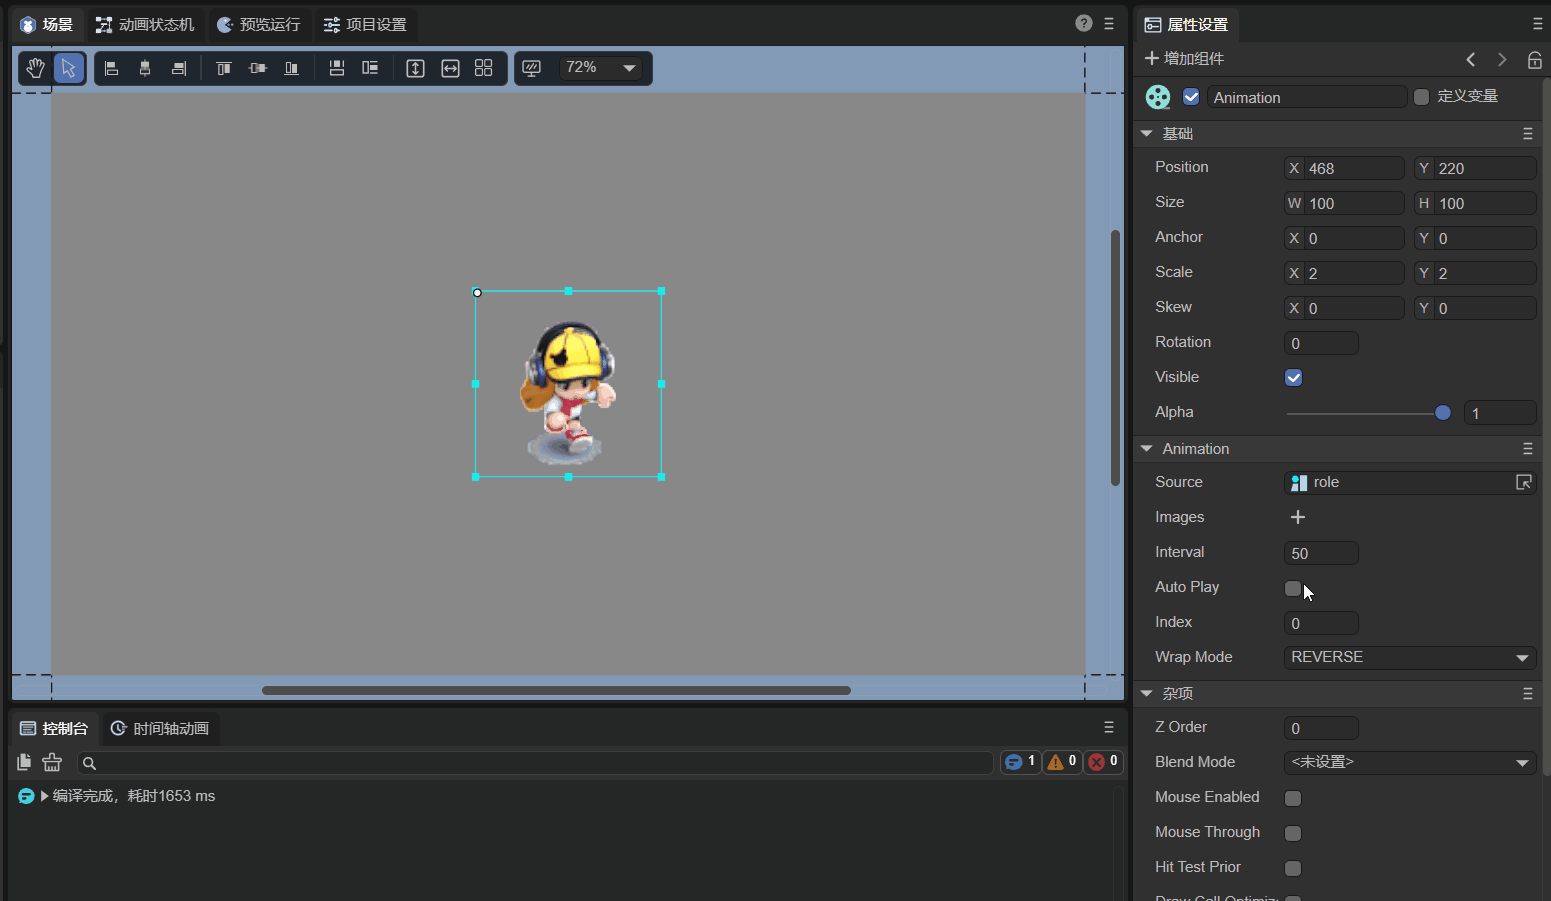 场景
动画状态机
预览运行
项目设置
?
72%
控制台
时间轴动画
1
0
0
编译完成，耗时1653 ms
属性设置
增加组件
Animation
定义变量
基础
Position X 468 Y 220
Size W 100 H 100
Anchor X 0 Y 0
Scale X 2 Y 2
Skew X 0 Y 0
Rotation 0
Visible
Alpha 1
Animation
Source role
Images
Interval 50
Auto Play
Index 0
Wrap Mode REVERSE
杂项
Z Order 0
Blend Mode <未设置>
Mouse Enabled
Mouse Through
Hit Test Prior
Draw Call Optimiz